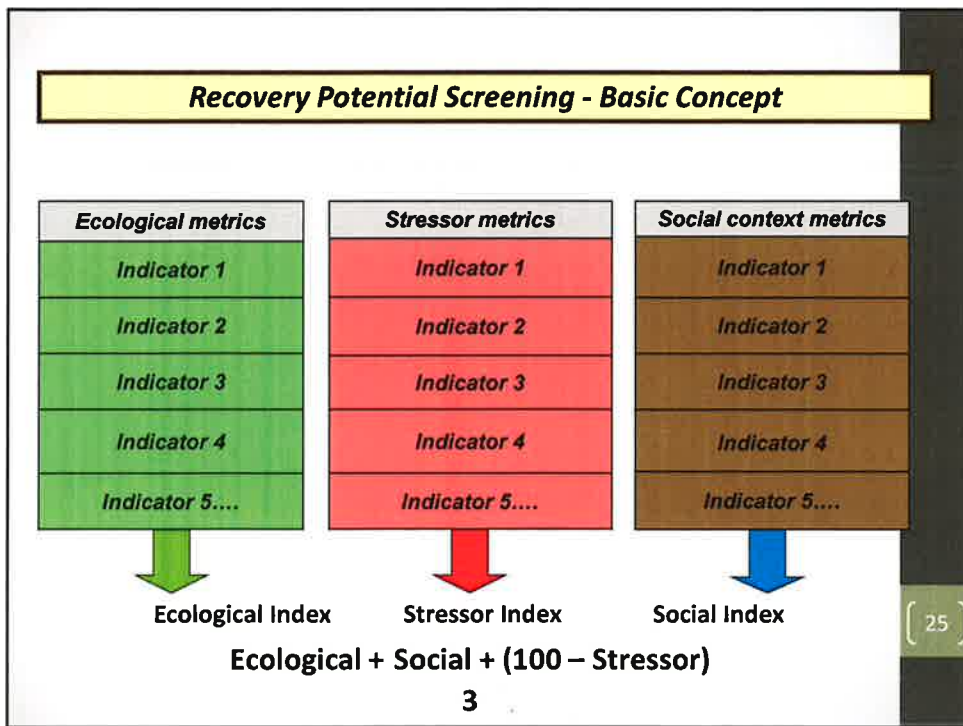 Recovery Potential Screening - Basic Concept
Ecological metrics
Indicator 1
Indicator 2
Indicator 3
Indicator 4
Indicator 5....
Stressor metrics
Indicator 1
Indicator 2
Indicator 3
Indicator 4
Indicator 5....
Social context metrics
Indicator 1
Indicator 2
Indicator 3
Indicator 4
Indicator 5....
Ecological Index
Stressor Index
Social Index
Ecological + Social + (100 – Stressor)
3
25